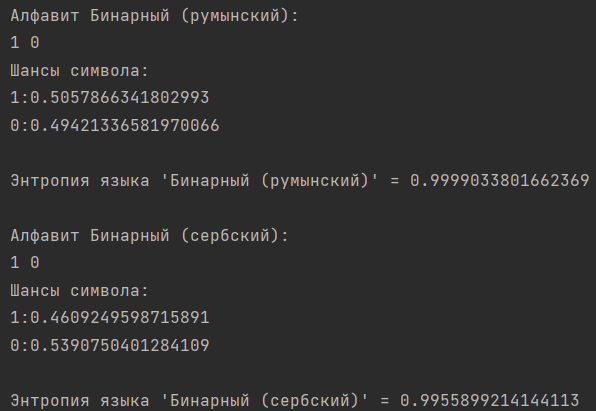 Алфавит Бинарный (румынский):
1 0
Шансы символа:
1:0.5057866341802993
0:0.49421336581970066
Энтропия языка 'Бинарный (румынский)' = 0.9999033801662369
Алфавит Бинарный (сербский):
1 0
Шансы символа:
1:0.4609249598715891
0:0.5390750401284109
Энтропия языка 'Бинарный (сербский)' = 0.9955899214144113